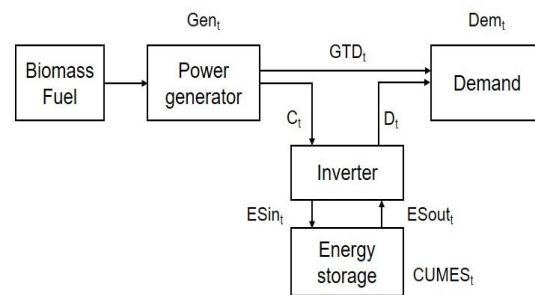 Gen_t
Dem_t
Biomass
Fuel
Power
generator
GTD_t
Demand
C_t
D_t
Inverter
ESin_t
ESout_t
Energy
storage
CUMES_t